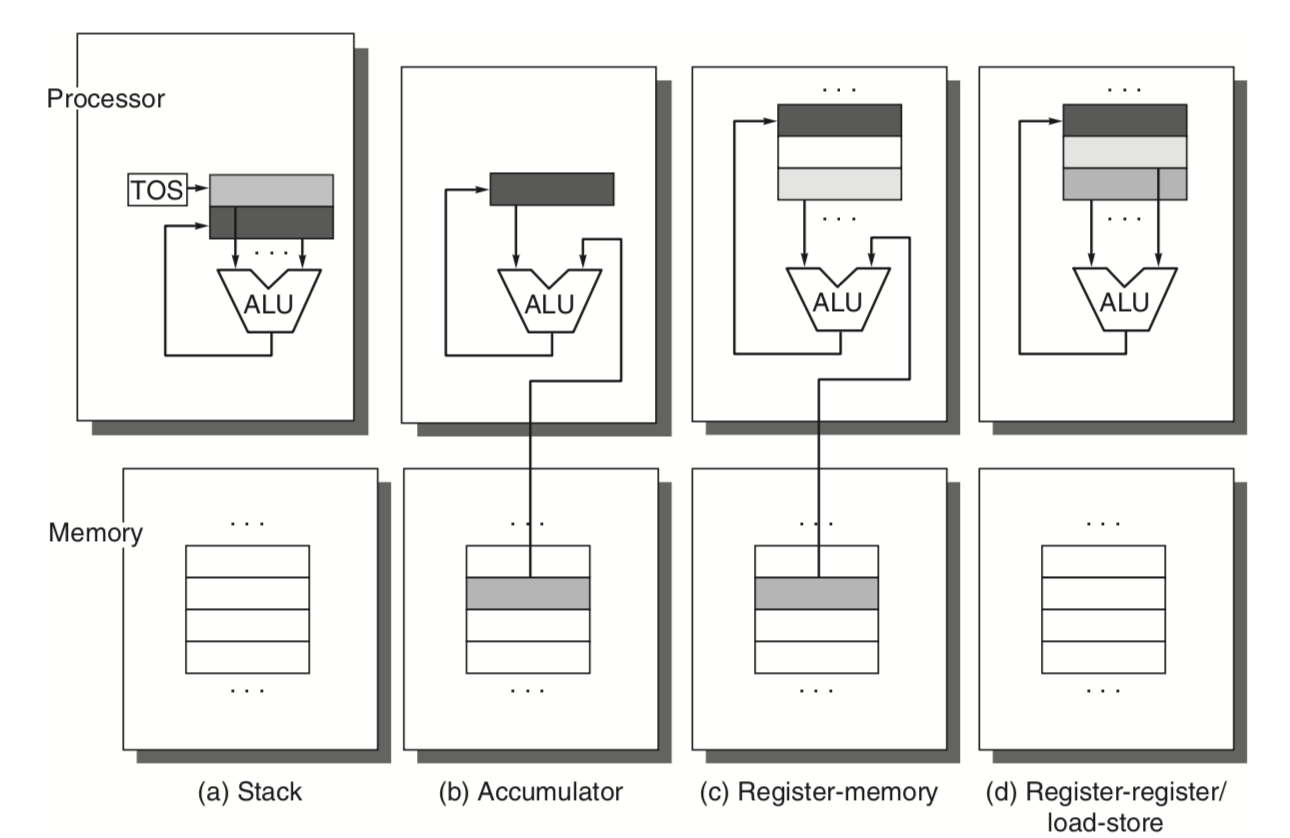 Processor
TOS
. . .
ALU
ALU
. . .
. . .
ALU
. . .
. . .
ALU
Memory
. . .
. . .
. . .
. . .
. . .
. . .
. . .
. . .
(a) Stack
(b) Accumulator
(c) Register-memory
(d) Register-register/
load-store